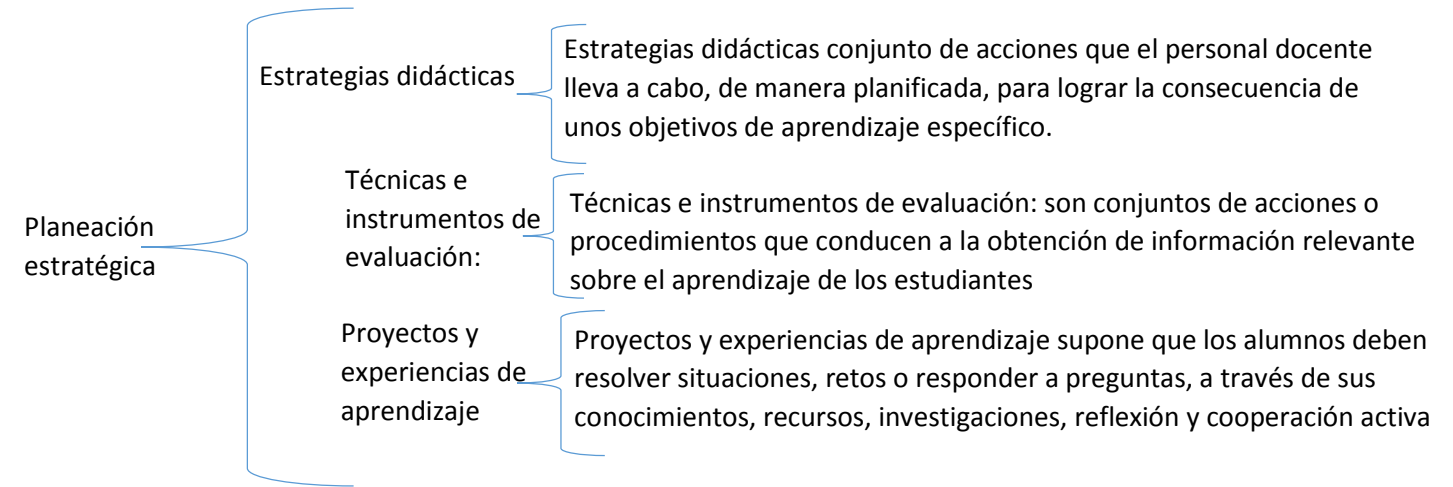 Planeación
estratégica
Estrategias didácticas
Estrategias didácticas conjunto de acciones que el personal docente
lleva a cabo, de manera planificada, para lograr la consecuencia de
unos objetivos de aprendizaje específico.
Técnicas e
instrumentos de
evaluación:
Técnicas e instrumentos de evaluación: son conjuntos de acciones o
procedimientos que conducen a la obtención de información relevante
sobre el aprendizaje de los estudiantes
Proyectos y
experiencias de
aprendizaje
Proyectos y experiencias de aprendizaje supone que los alumnos deben
resolver situaciones, retos o responder a preguntas, a través de sus
conocimientos, recursos, investigaciones, reflexión y cooperación activa